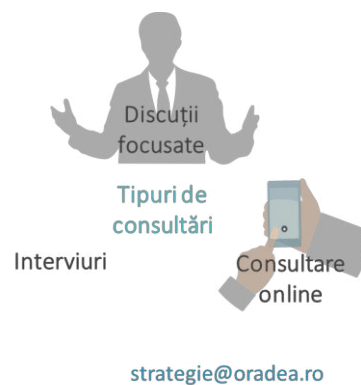 Discuții
focusate
Tipuri de
consultări
Interviuri
Consultare
online
strategie@oradea.ro